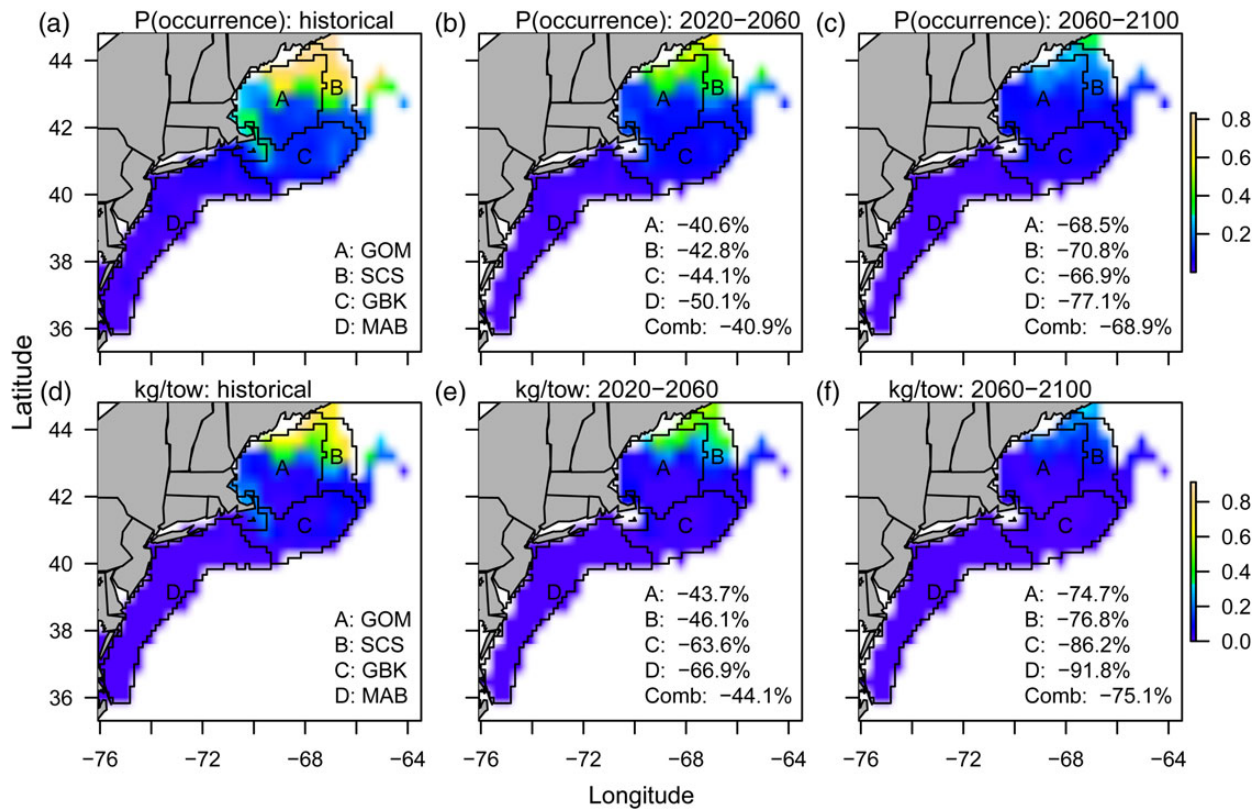 (a) P(occurrence): historical
(b) P(occurrence): 2020−2060
(c) P(occurrence): 2060−2100
44
42
40
38
36
A
B
C
D
A: GOM
B: SCS
C: GBK
D: MAB
A
B
C
D
A: −40.6%
B: −42.8%
C: −44.1%
D: −50.1%
Comb: −40.9%
A
B
C
D
A: −68.5%
B: −70.8%
C: −66.9%
D: −77.1%
Comb: −68.9%
0.8
0.6
0.4
0.2
Latitude
(d) kg/tow: historical
(e) kg/tow: 2020−2060
(f) kg/tow: 2060−2100
44
42
40
38
36
A
B
C
D
A: GOM
B: SCS
C: GBK
D: MAB
A
B
C
D
A: −43.7%
B: −46.1%
C: −63.6%
D: −66.9%
Comb: −44.1%
A
B
C
D
A: −74.7%
B: −76.8%
C: −86.2%
D: −91.8%
Comb: −75.1%
0.8
0.6
0.4
0.2
0.0
−76 −72 −68 −64
−76 −72 −68 −64
−76 −72 −68 −64
Longitude